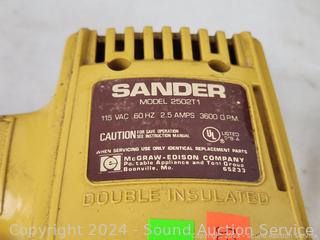 SANDER
MODEL 2502T1
115 VAC 60 HZ 2.5 AMPS 3600 O.P.M.
CAUTION FOR SAFE OPERATION
SEE INSTRUCTION MANUAL
UL
LISTED
WHEN SERVICING USE ONLY IDENTICAL REPLACEMENT PARTS
McGRAW-EDISON COMPANY
Portable Appliance and Tool Group
Boonville, Mo. 65233
DOUBLE INSULATED
Copyright 2024 - Sound Auction Service